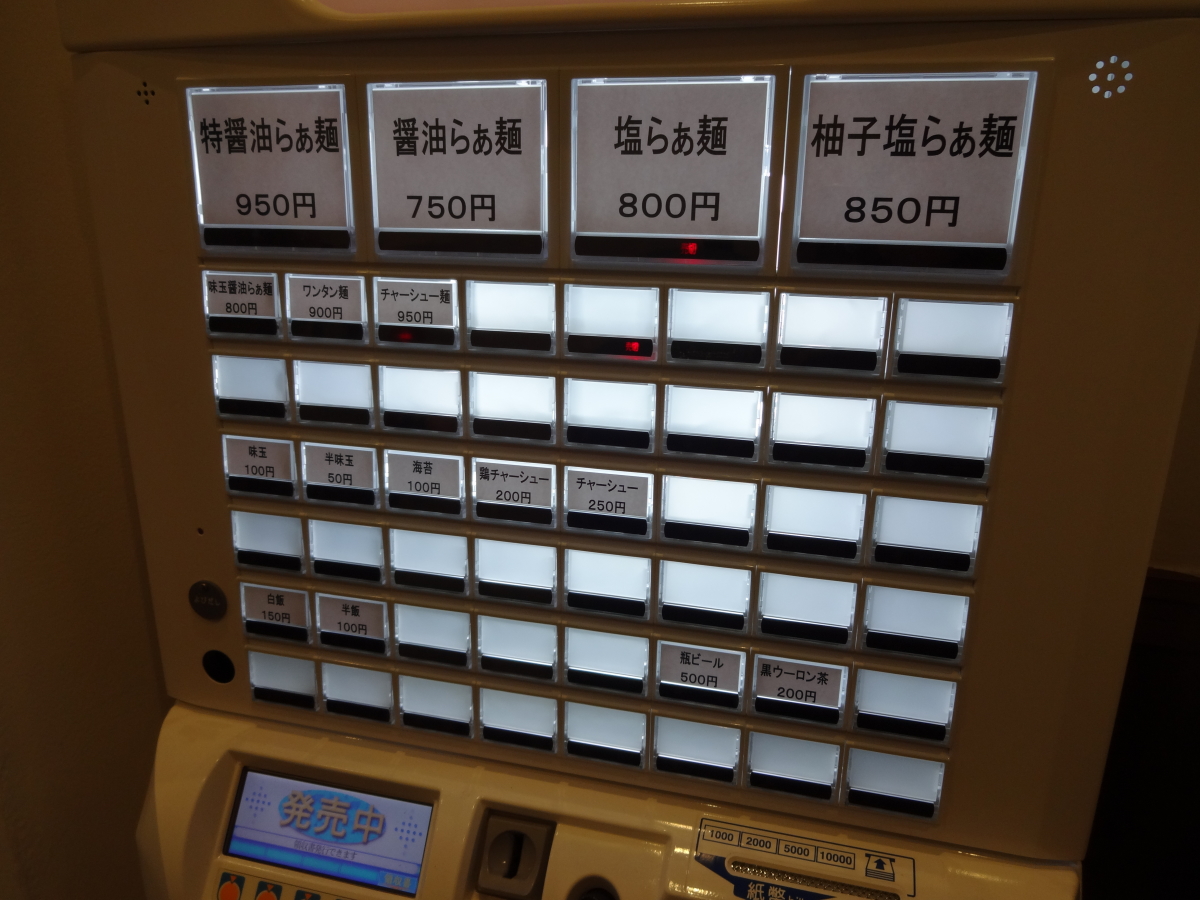 特醤油らぁ麺
950円
醤油らぁ麺
750円
塩らぁ麺
800円
柚子塩らぁ麺
850円
味玉醤油らぁ麺
800円
ワンタン麺
900円
チャーシュー麺
950円
味玉
100円
半味玉
50円
海苔
100円
鶏チャーシュー
200円
チャーシュー
250円
白飯
150円
半飯
100円
瓶ビール
500円
黒ウーロン茶
200円
発売中
1000 2000 5000 10000
紙幣